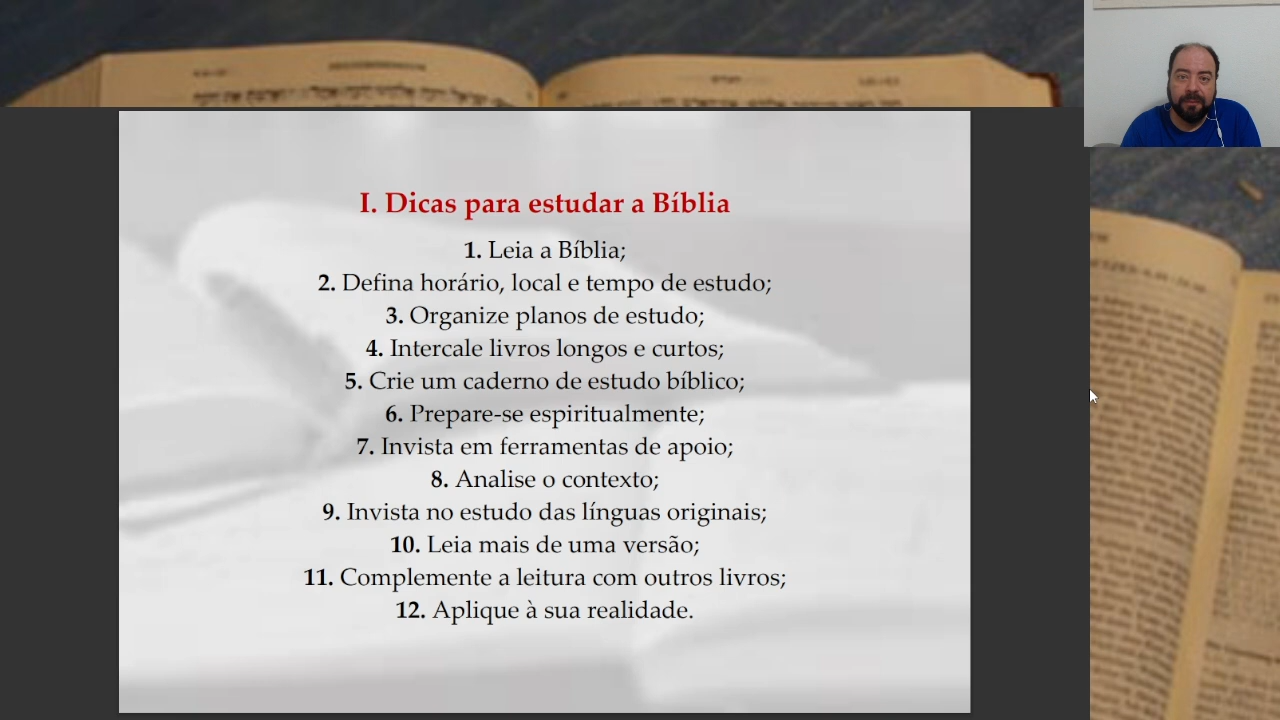 I. Dicas para estudar a Bíblia
1. Leia a Bíblia;
2. Defina horário, local e tempo de estudo;
3. Organize planos de estudo;
4. Intercale livros longos e curtos;
5. Crie um caderno de estudo bíblico;
6. Prepare-se espiritualmente;
7. Invista em ferramentas de apoio;
8. Analise o contexto;
9. Invista no estudo das línguas originais;
10. Leia mais de uma versão;
11. Complemente a leitura com outros livros;
12. Aplique à sua realidade.